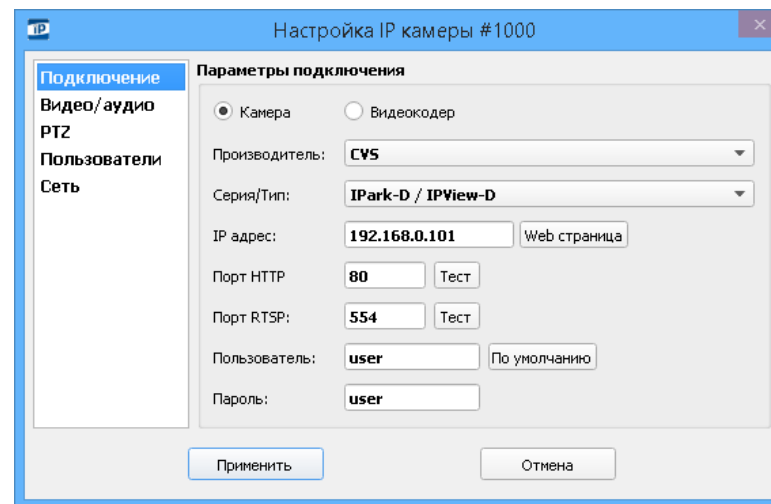 IP Настройка IP камеры #1000
Подключение
Видео/аудио
PTZ
Пользователи
Сеть
Параметры подключения
Камера Видеокодер
Производитель: CVS
Серия/Тип: IPark-D / IPView-D
IP адрес: 192.168.0.101 Web страница
Порт HTTP 80 Тест
Порт RTSP: 554 Тест
Пользователь: user По умолчанию
Пароль: user
Применить Отмена